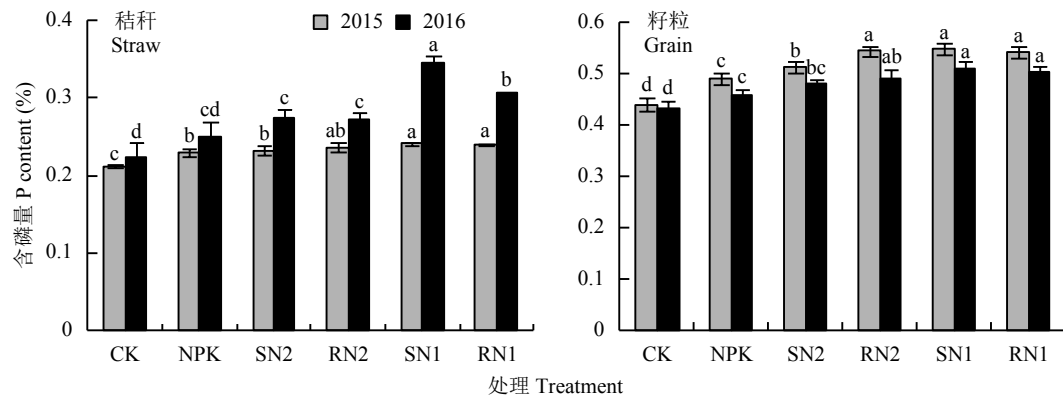 秸秆
Straw
2015 2016
0.4
0.3
0.2
0.1
0
c d b cd b c ab c a a a b
CK NPK SN2 RN2 SN1 RN1
含磷量 P content (%)
籽粒
Grain
0.6
0.5
0.4
0.3
0.2
0.1
0
d d c c b bc a ab a a a a
CK NPK SN2 RN2 SN1 RN1
处理 Treatment